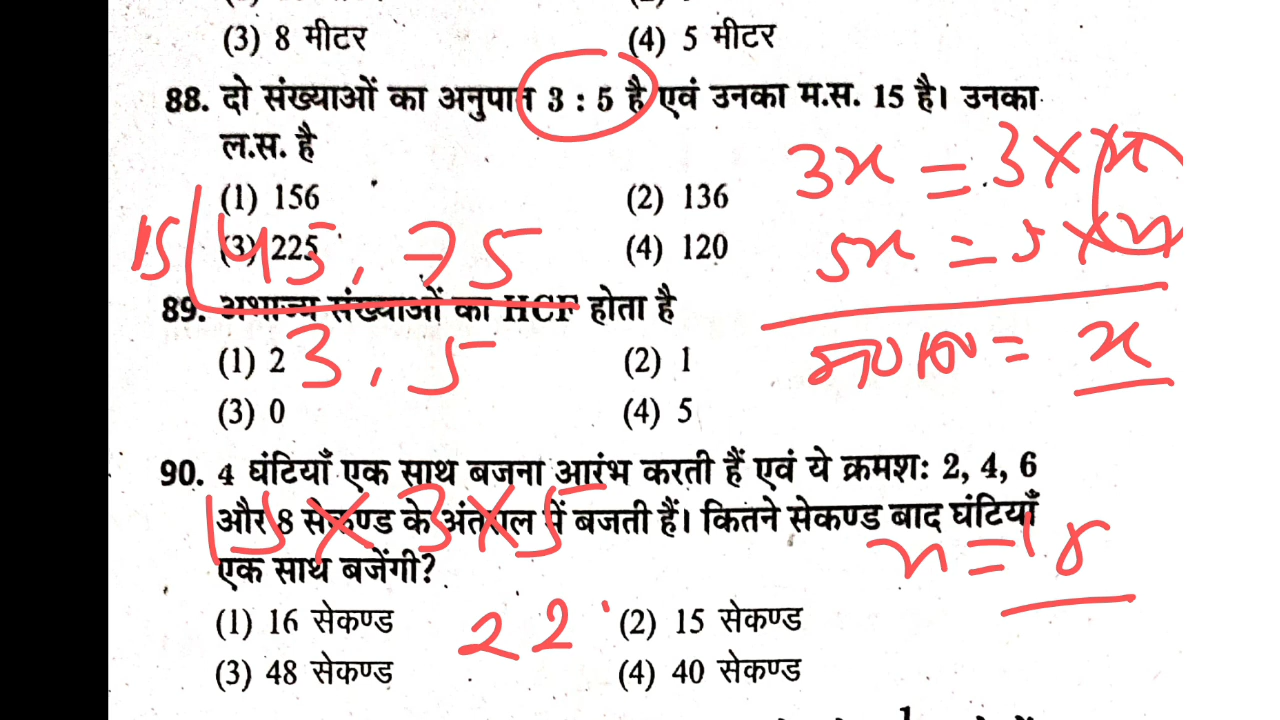 (3) 8 मीटर (4) 5 मीटर
88. दो संख्याओं का अनुपात 3 : 5 है एवं उनका म.स. 15 है। उनका
ल.स. है
3x = 3 × x
(1) 156 (2) 136
(3) 225 (4) 120
15 45, 75
5x = 5 × x
89. अभाज्य संख्याओं का HCF होता है
(1) 2 (2) 1
3, 5
= x
(3) 0 (4) 5
90. 4 घंटियाँ एक साथ बजना आरंभ करती हैं एवं ये क्रमशः 2, 4, 6
और 8 सेकण्ड के अंतराल में बजती हैं। कितने सेकण्ड बाद घंटियाँ
15 × 3 × 5
एक साथ बजेंगी?
(1) 16 सेकण्ड (2) 15 सेकण्ड
22
(3) 48 सेकण्ड (4) 40 सेकण्ड